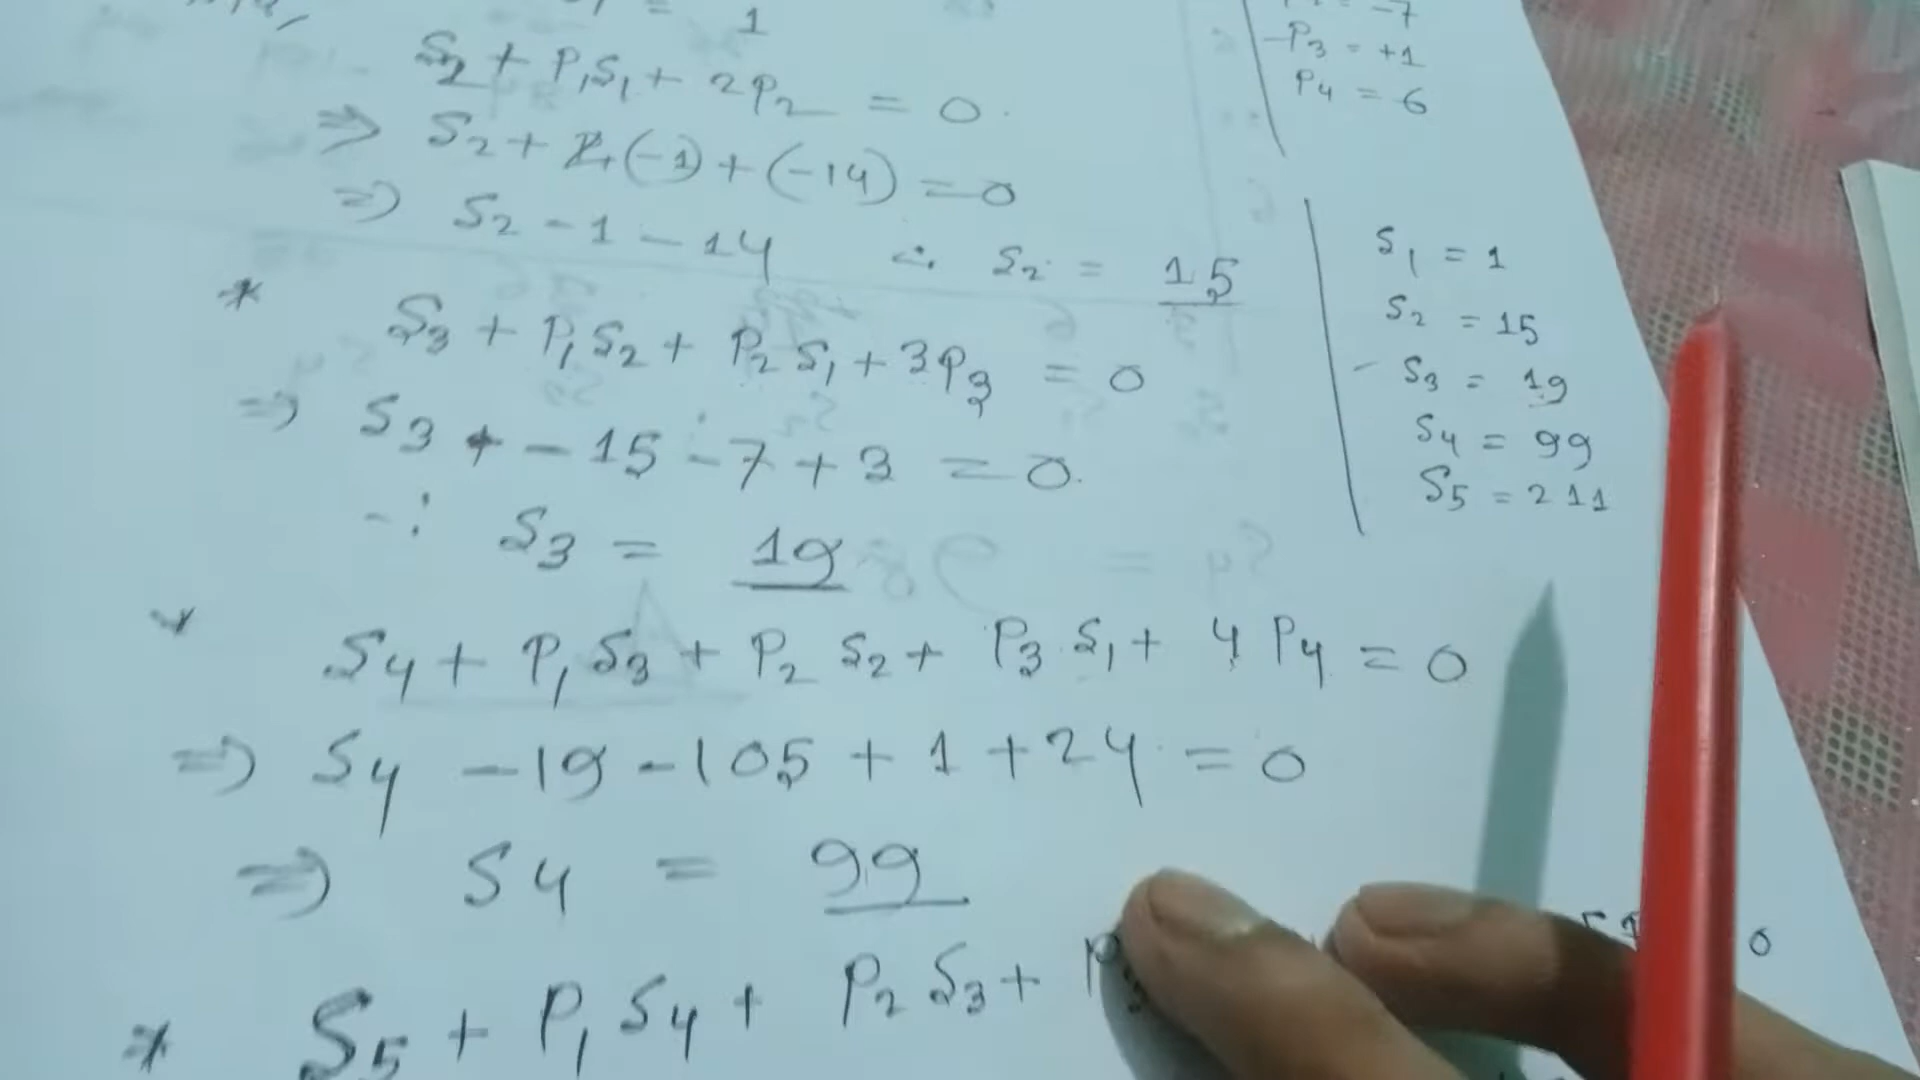 = 1
S2 + P1S1 + 2P2 = 0.
⇒ S2 + (-1) + (-14) = 0
⇒ S2 - 1 - 14 ∴ S2 = 15
* S3 + P1S2 + P2S1 + 3P3 = 0
⇒ S3 + - 15 - 7 + 3 = 0.
∴ S3 = 19
* S4 + P1S3 + P2S2 + P3S1 + 4P4 = 0
⇒ S4 - 19 - 105 + 1 + 24 = 0
⇒ S4 = 99
* S5 + P1S4 + P2S3 +
= -7
-P3 = +1
P4 = 6
S1 = 1
S2 = 15
- S3 = 19
S4 = 99
S5 = 211
0